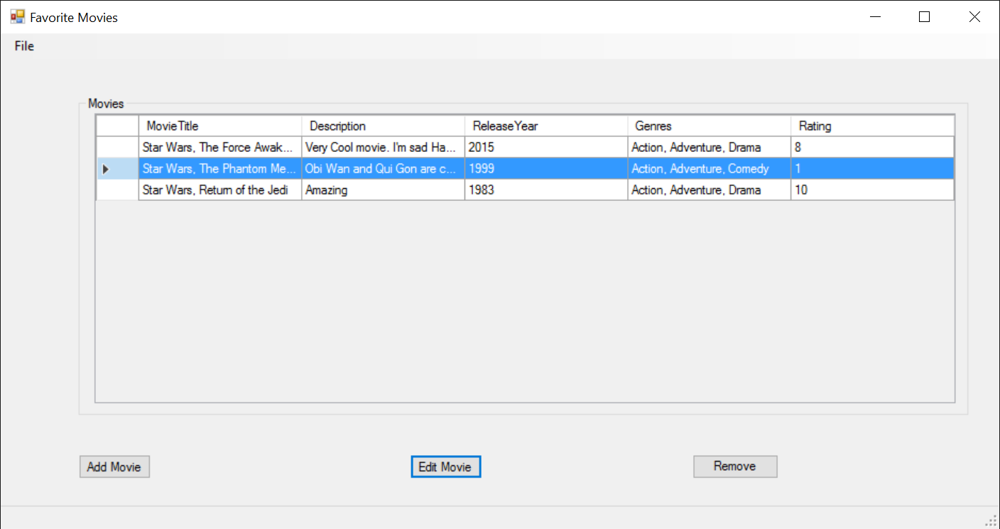 Favorite Movies
File
Movies
MovieTitle Description ReleaseYear Genres Rating
Star Wars, The Force Awak... Very Cool movie. I'm sad Ha... 2015 Action, Adventure, Drama 8
Star Wars, The Phantom Me... Obi Wan and Qui Gon are c... 1999 Action, Adventure, Comedy 1
Star Wars, Return of the Jedi Amazing 1983 Action, Adventure, Drama 10
Add Movie Edit Movie Remove